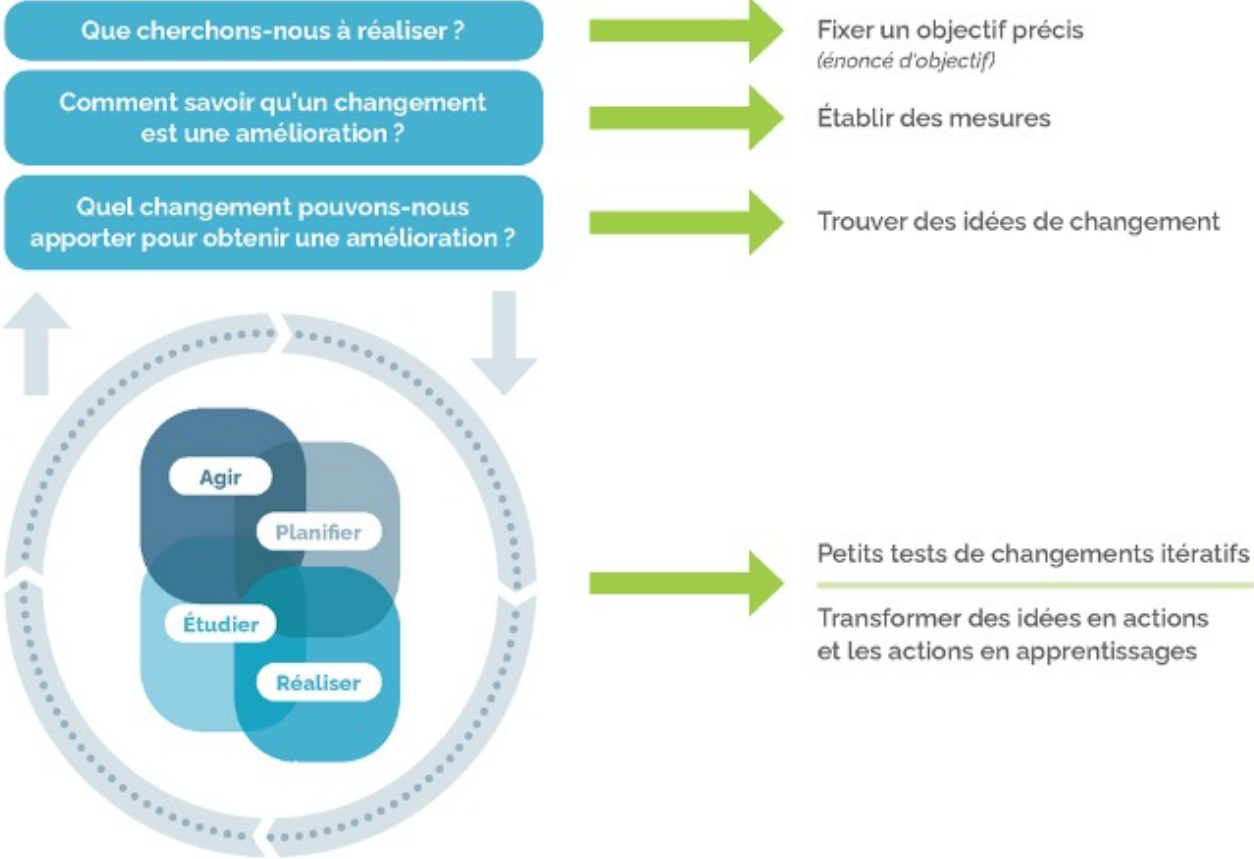 Que cherchons-nous à réaliser ?
Fixer un objectif précis
(énoncé d'objectif)
Comment savoir qu'un changement
est une amélioration ?
Établir des mesures
Quel changement pouvons-nous
apporter pour obtenir une amélioration ?
Trouver des idées de changement
Agir
Planifier
Étudier
Réaliser
Petits tests de changements itératifs
Transformer des idées en actions
et les actions en apprentissages